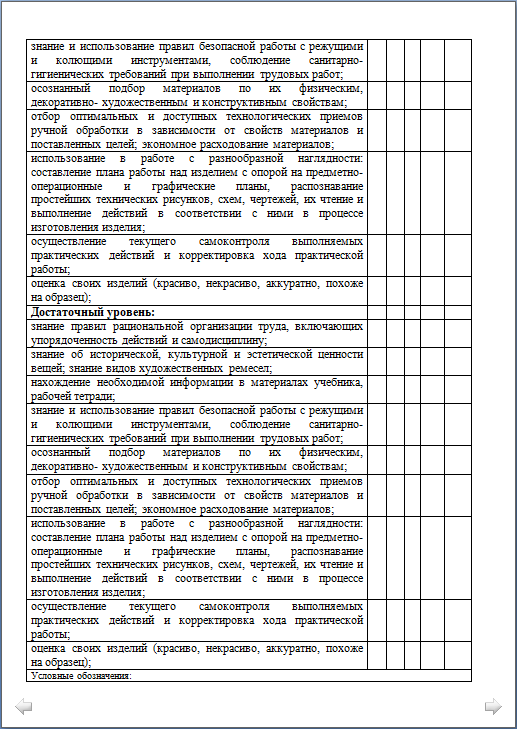 знание и использование правил безопасной работы с режущими
и колющими инструментами, соблюдение санитарно-
гигиенических требований при выполнении трудовых работ;
осознанный подбор материалов по их физическим,
декоративно- художественным и конструктивным свойствам;
отбор оптимальных и доступных технологических приемов
ручной обработки в зависимости от свойств материалов и
поставленных целей; экономное расходование материалов;
использование в работе с разнообразной наглядности:
составление плана работы над изделием с опорой на предметно-
операционные и графические планы, распознавание
простейших технических рисунков, схем, чертежей, их чтение и
выполнение действий в соответствии с ними в процессе
изготовления изделия;
осуществление текущего самоконтроля выполняемых
практических действий и корректировка хода практической
работы;
оценка своих изделий (красиво, некрасиво, аккуратно, похоже
на образец);
Достаточный уровень:
знание правил рациональной организации труда, включающих
упорядоченность действий и самодисциплину;
знание об исторической, культурной и эстетической ценности
вещей; знание видов художественных ремесел;
нахождение необходимой информации в материалах учебника,
рабочей тетради;
знание и использование правил безопасной работы с режущими
и колющими инструментами, соблюдение санитарно-
гигиенических требований при выполнении трудовых работ;
осознанный подбор материалов по их физическим,
декоративно- художественным и конструктивным свойствам;
отбор оптимальных и доступных технологических приемов
ручной обработки в зависимости от свойств материалов и
поставленных целей; экономное расходование материалов;
использование в работе с разнообразной наглядности:
составление плана работы над изделием с опорой на предметно-
операционные и графические планы, распознавание
простейших технических рисунков, схем, чертежей, их чтение и
выполнение действий в соответствии с ними в процессе
изготовления изделия;
осуществление текущего самоконтроля выполняемых
практических действий и корректировка хода практической
работы;
оценка своих изделий (красиво, некрасиво, аккуратно, похоже
на образец);
Условные обозначения: